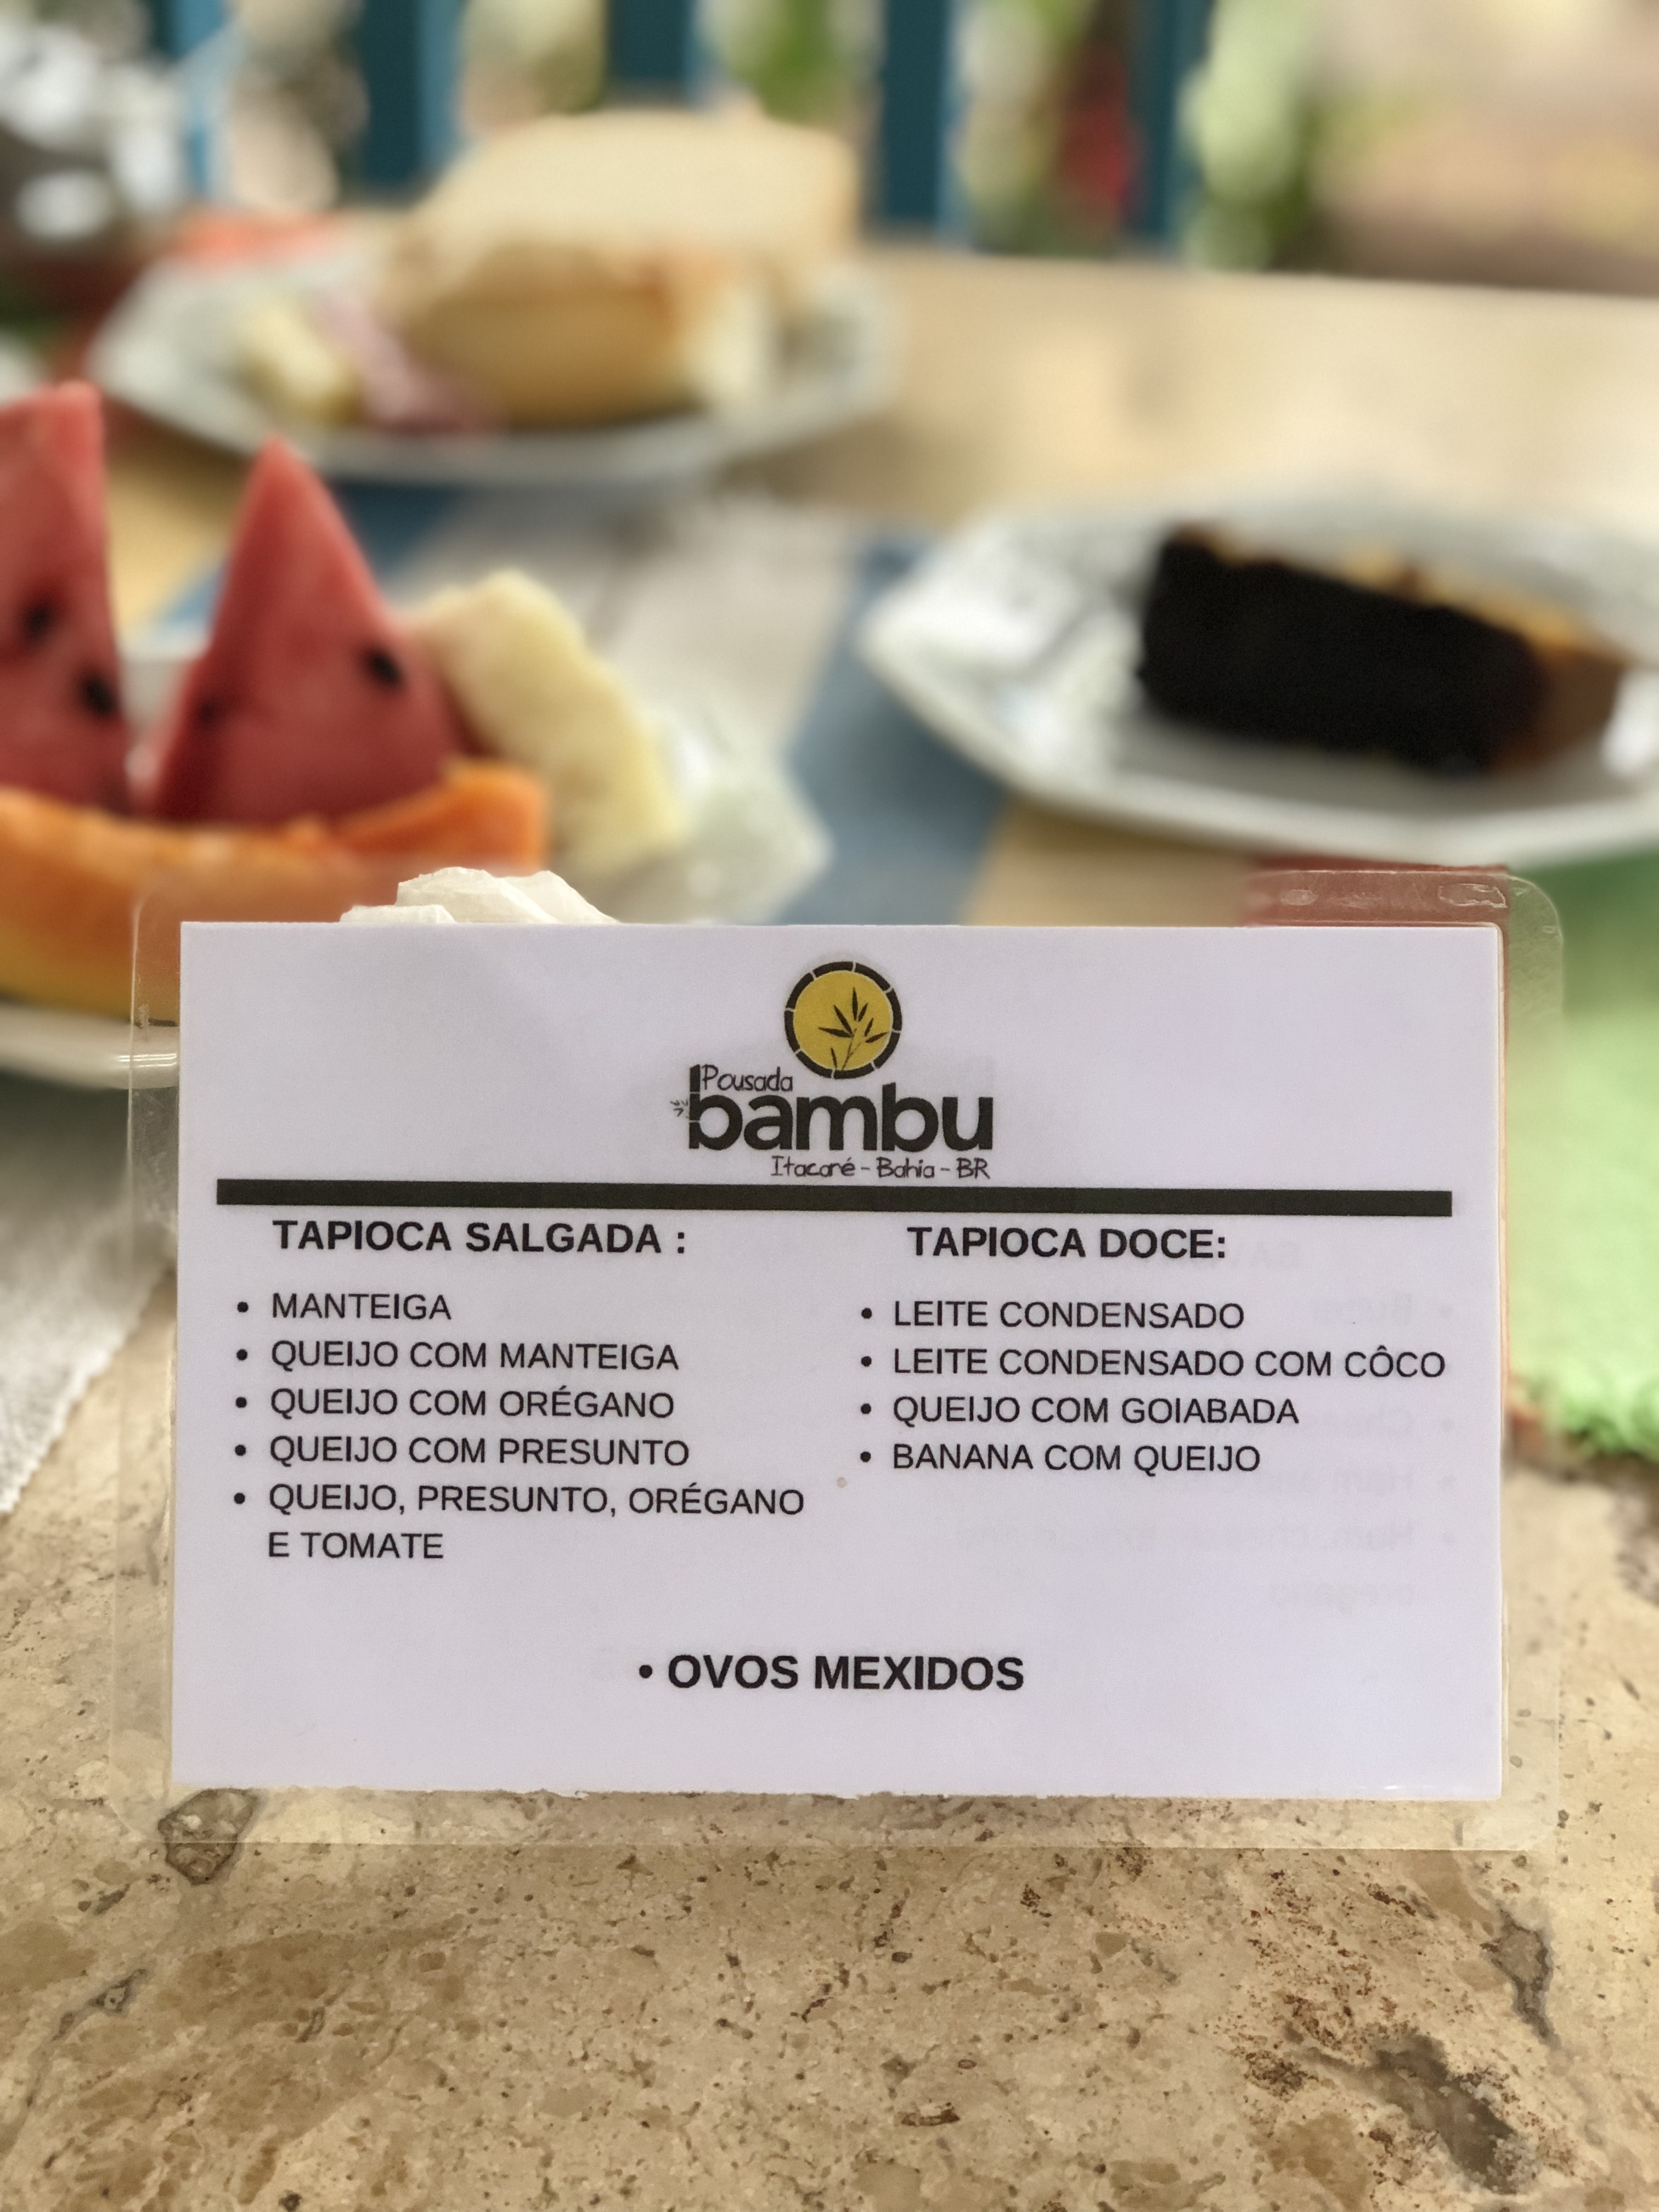 Pousada
bambu
Itacaré - Bahia - BR
TAPIOCA SALGADA :
• MANTEIGA
• QUEIJO COM MANTEIGA
• QUEIJO COM ORÉGANO
• QUEIJO COM PRESUNTO
• QUEIJO, PRESUNTO, ORÉGANO
E TOMATE
TAPIOCA DOCE:
• LEITE CONDENSADO
• LEITE CONDENSADO COM CÔCO
• QUEIJO COM GOIABADA
• BANANA COM QUEIJO
• OVOS MEXIDOS